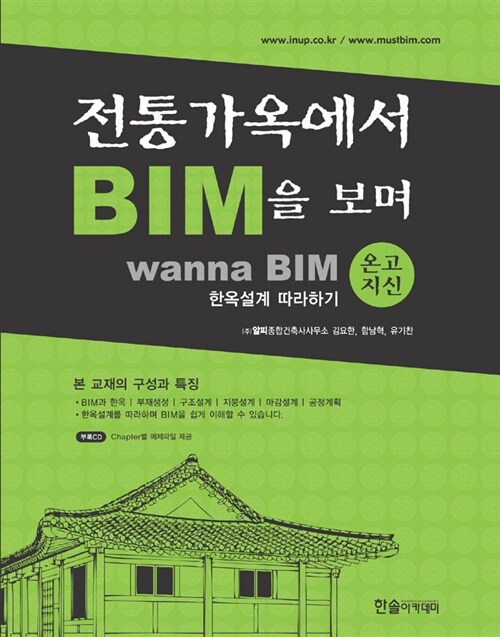 www.inup.co.kr / www.mustbim.com
전통가옥에서
BIM을 보며
wanna BIM
온고
지신
한옥설계 따라하기
(주)알피종합건축사사무소 김요한, 함남혁, 유기찬
본 교재의 구성과 특징
• BIM과 한옥 | 부재생성 | 구조설계 | 지붕설계 | 마감설계 | 공정계획
• 한옥설계를 따라하며 BIM을 쉽게 이해할 수 있습니다.
부록CD Chapter별 예제파일 제공
한솔아카데미